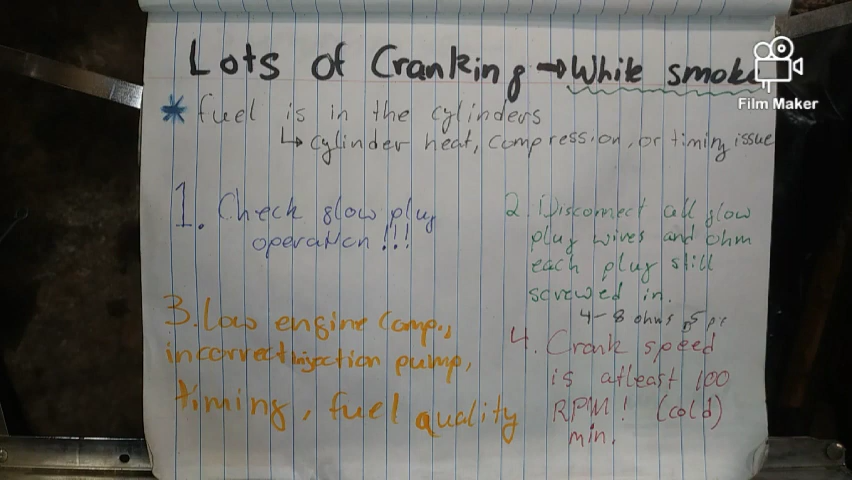 Lots of Cranking → White smoke
Film Maker
* fuel is in the cylinders
↳ cylinder heat, compression, or timing issue
1. Check glow plug
operation!!!
2. Disconnect all glow
plug wires and ohm
each plug still
screwed in.
4-8 ohms
3. Low engine Comp.,
incorrect injection pump,
timing, fuel quality
4. Crank speed
is atleast 100
RPM! (cold)
min.